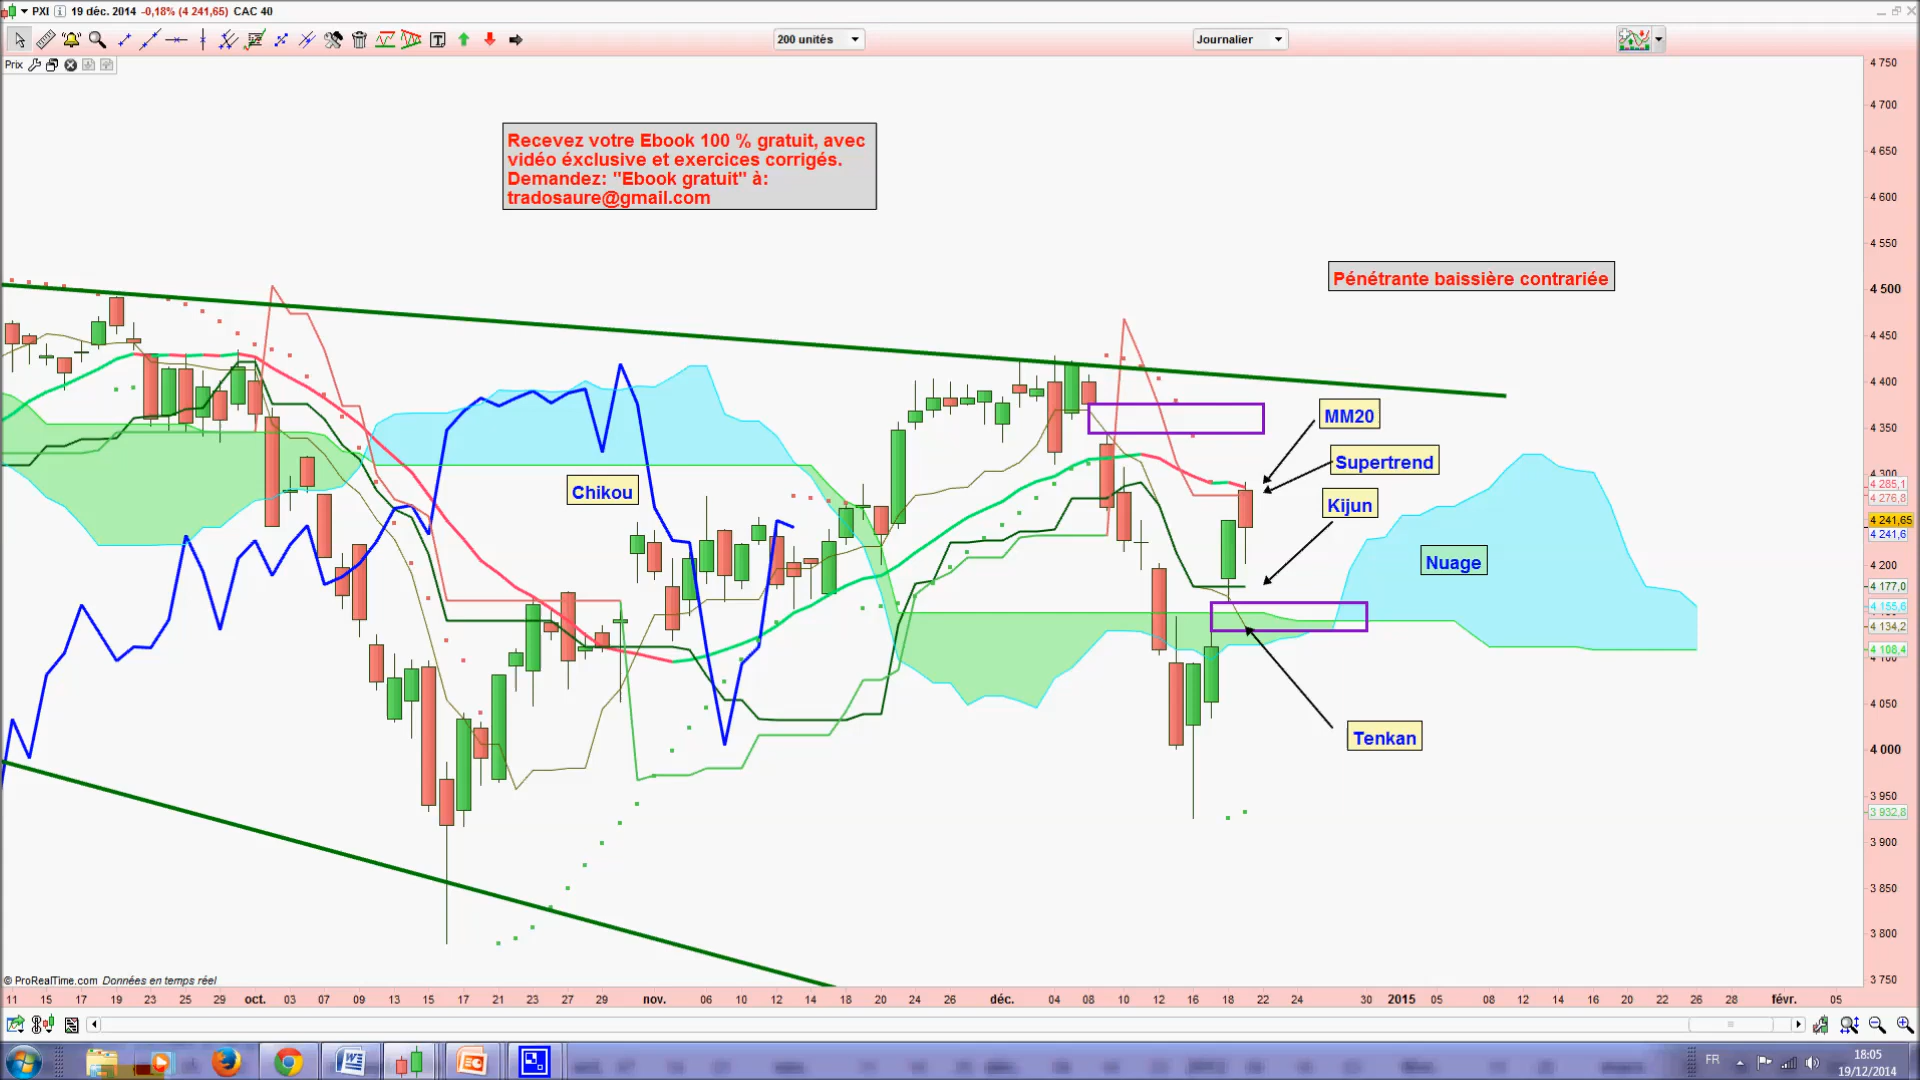 PXI 19 déc. 2014 -0,18% (4 241,65) CAC 40
200 unités
Journalier
Prix
Recevez votre Ebook 100 % gratuit, avec
vidéo éxclusive et exercices corrigés.
Demandez: "Ebook gratuit" à:
tradosaure@gmail.com
Pénétrante baissière contrariée
MM20
Supertrend
Chikou
Kijun
Nuage
Tenkan
4 750
4 700
4 650
4 600
4 550
4 500
4 450
4 400
4 350
4 300
4 285,1
4 276,8
4 241,65
4 241,6
4 200
4 177,0
4 155,6
4 134,2
4 108,4
4 100
4 050
4 000
3 950
3 932,8
3 900
3 850
3 800
3 750
© ProRealTime.com Données en temps réel
11 15 17 19 23 25 29 oct. 03 07 09 13 15 17 21 23 27 29 nov. 06 10 12 14 18 20 24 26 déc. 04 08 10 12 16 18 22 24 30 2015 05 08 12 14 16 20 22 26 28 févr. 05
FR
18:05
19/12/2014